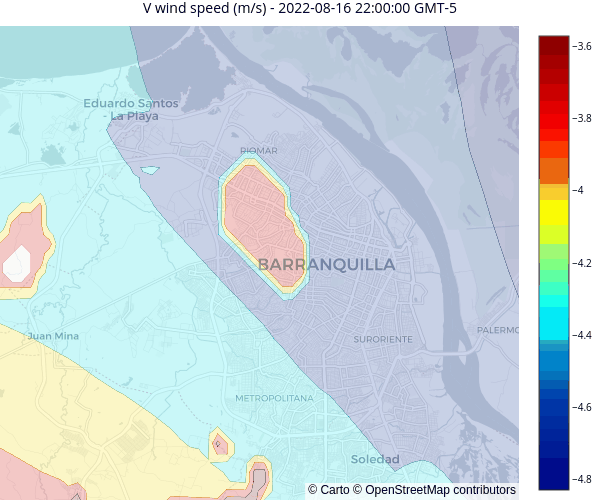 V wind speed (m/s) - 2022-08-16 22:00:00 GMT-5
−3.6
Eduardo Santos
- La Playa
−3.8
RIOMAR
−4
−4.2
BARRANQUILLA
Juan Mina
SURORIENTE
PALERMO
−4.4
METROPOLITANA
−4.6
Soledad
−4.8
© Carto © OpenStreetMap contributors